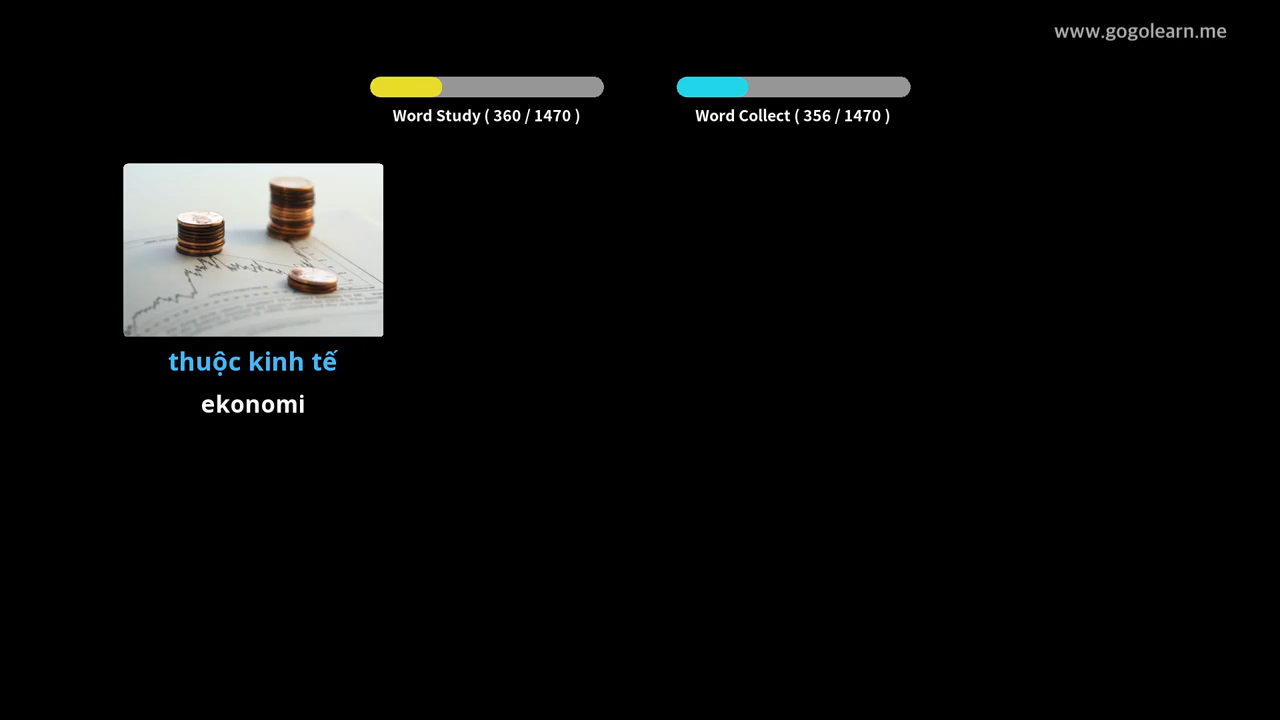 www.gogolearn.me
Word Study ( 360 / 1470 )
Word Collect ( 356 / 1470 )
thuộc kinh tế
ekonomi